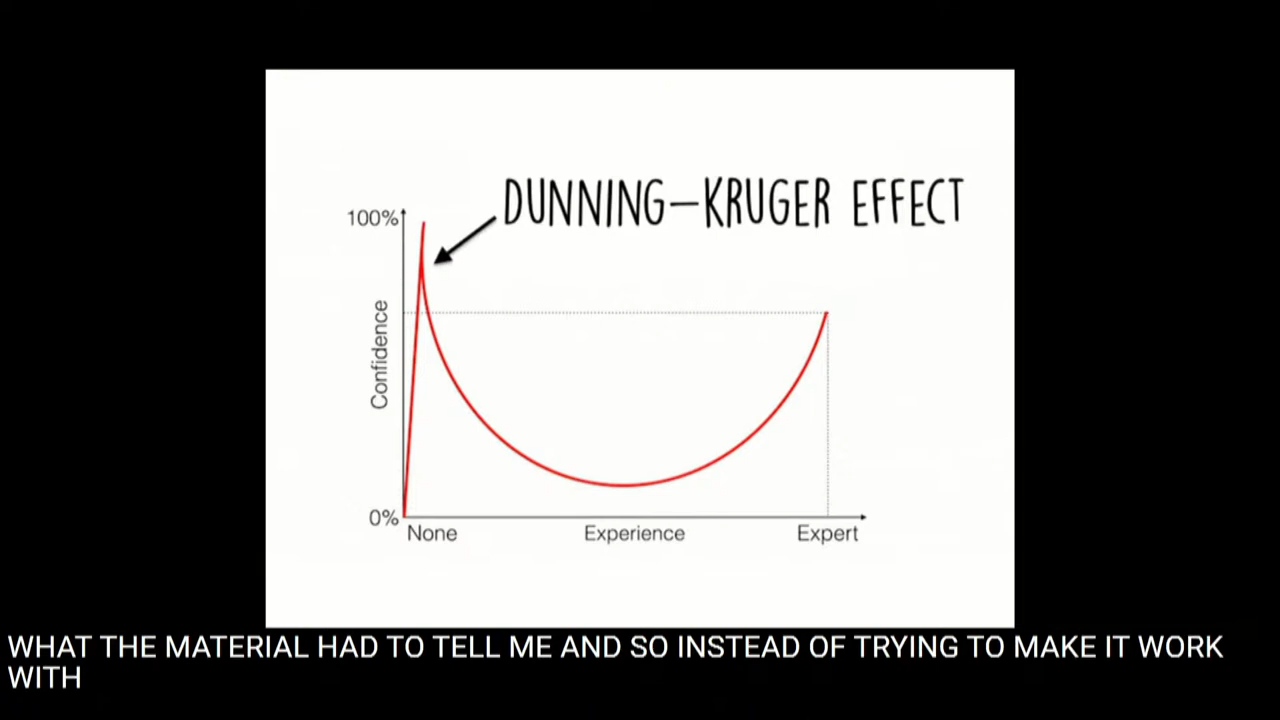 DUNNING–KRUGER EFFECT
100%
Confidence
0%
None
Experience
Expert
WHAT THE MATERIAL HAD TO TELL ME AND SO INSTEAD OF TRYING TO MAKE IT WORK
WITH